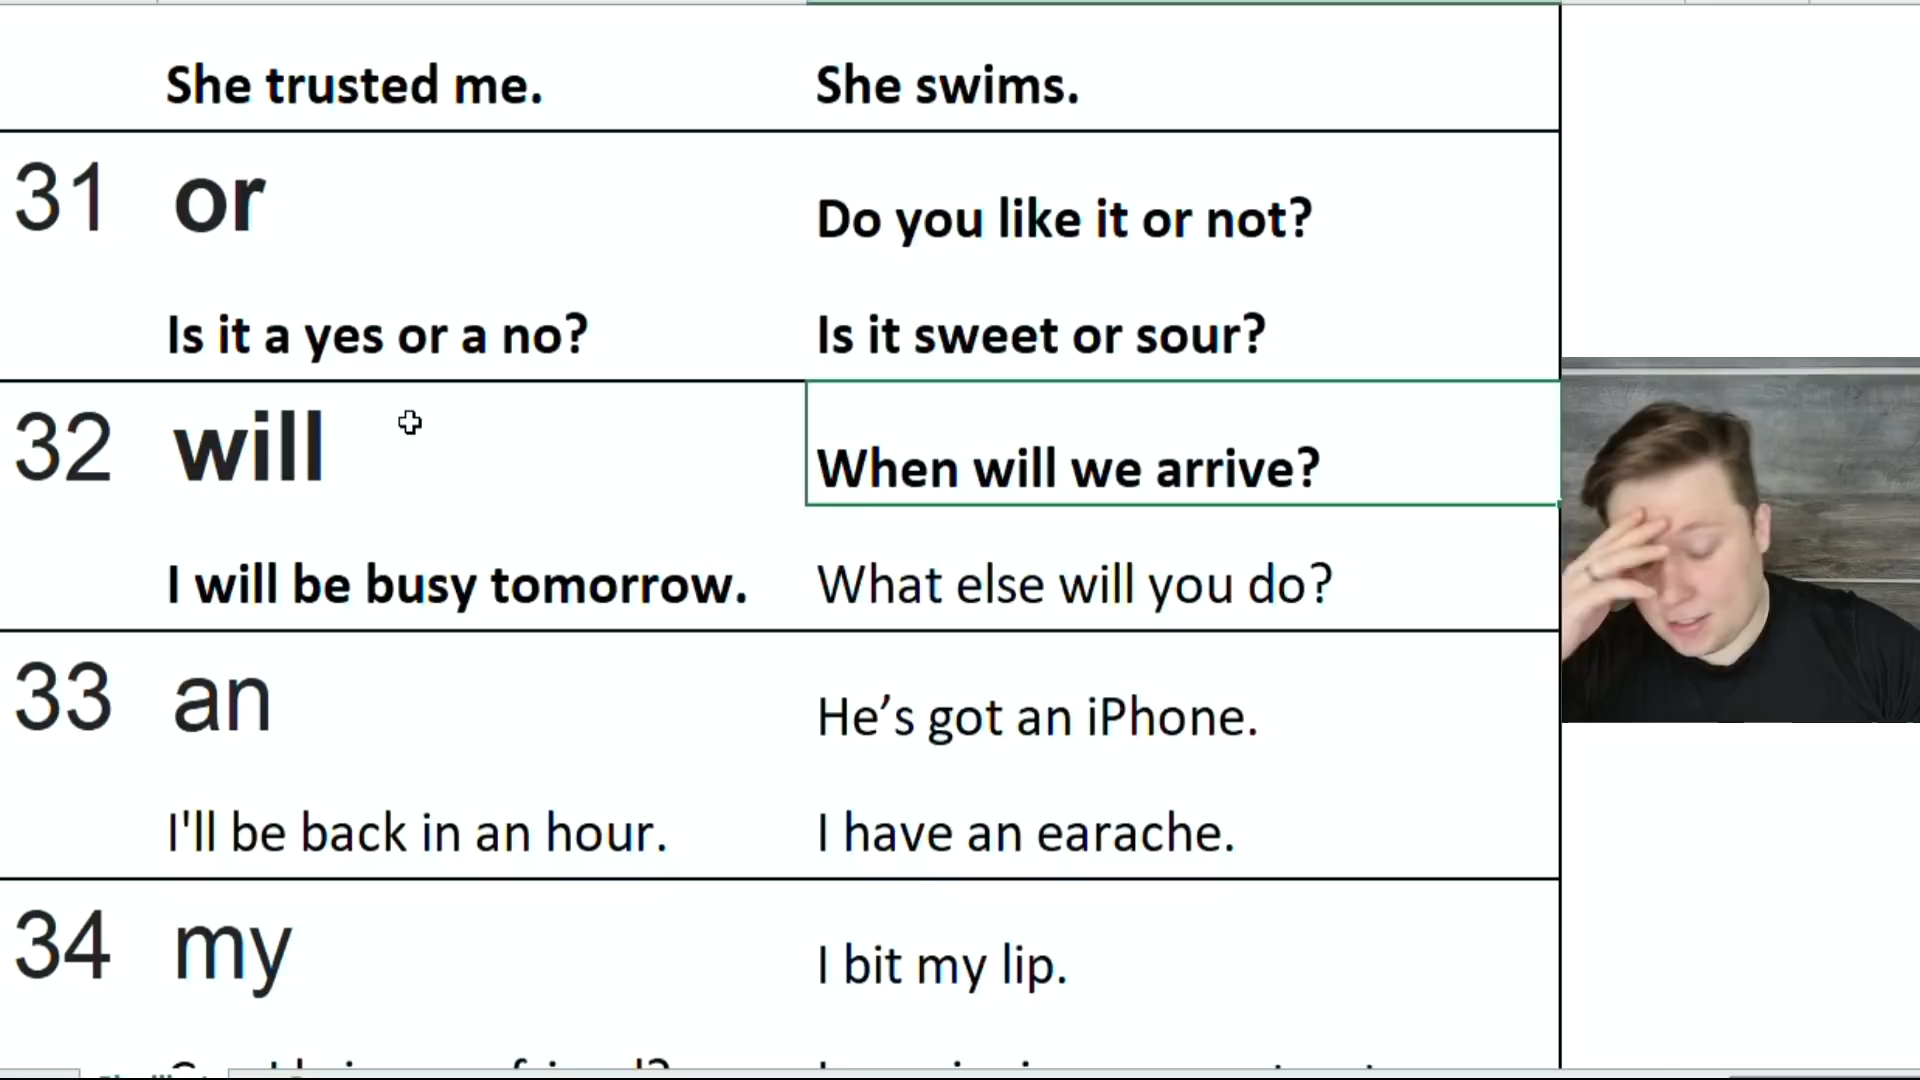 She trusted me. She swims.
31 or Do you like it or not?
Is it a yes or a no? Is it sweet or sour?
32 will When will we arrive?
I will be busy tomorrow. What else will you do?
33 an He’s got an iPhone.
I'll be back in an hour. I have an earache.
34 my I bit my lip.